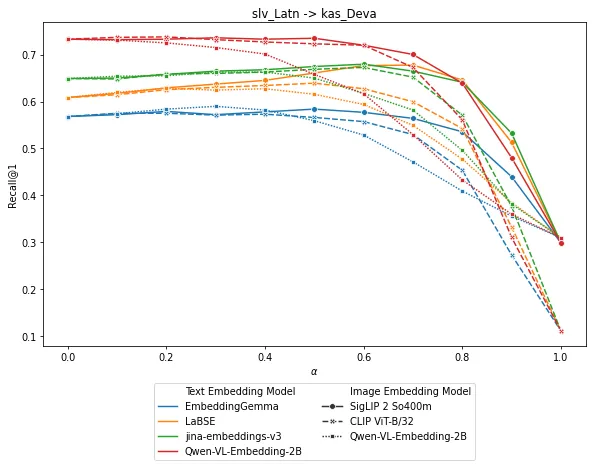 slv_Latn -> kas_Deva
Recall@1
0.7
0.6
0.5
0.4
0.3
0.2
0.1
0.0 0.2 0.4 0.6 0.8 1.0
α
Text Embedding Model Image Embedding Model
EmbeddingGemma SigLIP 2 So400m
LaBSE CLIP ViT-B/32
jina-embeddings-v3 Qwen-VL-Embedding-2B
Qwen-VL-Embedding-2B